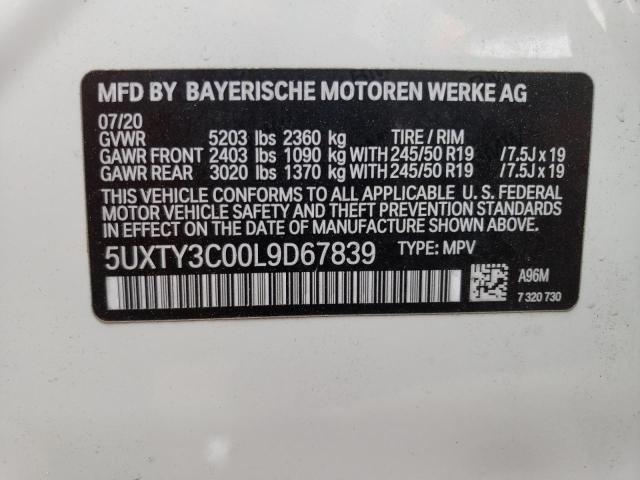 MFD BY BAYERISCHE MOTOREN WERKE AG
07/20
GVWR 5203 lbs 2360 kg TIRE / RIM
GAWR FRONT 2403 lbs 1090 kg WITH 245/50 R19 /7.5J x 19
GAWR REAR 3020 lbs 1370 kg WITH 245/50 R19 /7.5J x 19
THIS VEHICLE CONFORMS TO ALL APPLICABLE U. S. FEDERAL
MOTOR VEHICLE SAFETY AND THEFT PREVENTION STANDARDS
IN EFFECT ON THE DATE OF MANUFACTURE SHOWN ABOVE:
5UXTY3C00L9D67839 TYPE: MPV
A96M
7 320 730